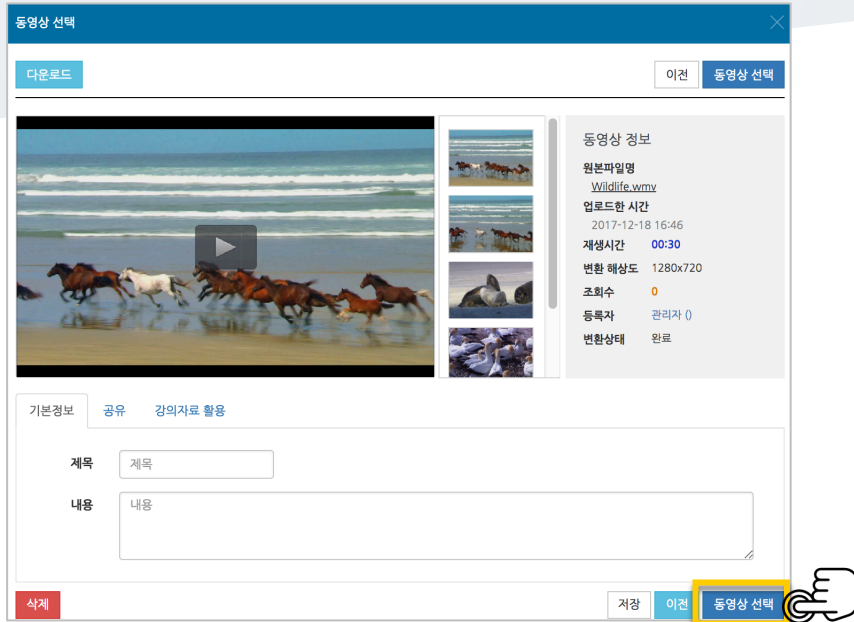 동영상 선택
다운로드
이전
동영상 선택
동영상 정보
원본파일명
Wildlife.wmv
업로드한 시간
2017-12-18 16:46
재생시간 00:30
변환 해상도 1280x720
조회수 0
등록자 관리자 ()
변환상태 완료
기본정보 공유 강의자료 활용
제목 제목
내용 내용
삭제 저장 이전 동영상 선택